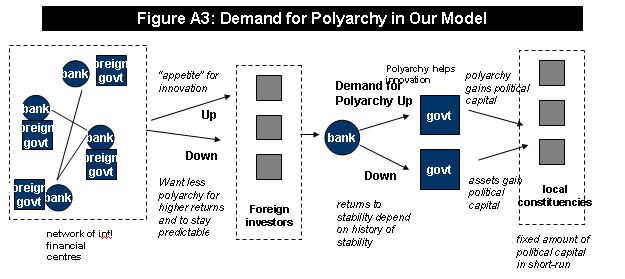 Figure A3: Demand for Polyarchy in Our Model
bank
oreign
govt
bank
oreign
govt
bank
oreign
govt
oreign
govt
bank
network of intl
financial
centres
"appetite" for
innovation
Up
Down
Want less
polyarchy for
higher returns
and to stay
predictable
Foreign
investors
bank
Polyarchy helps
innovation
Demand for
Polyarchy Up
Down
returns to
stability depend
on history of
stability
govt
govt
polyarchy
gains political
capital
assets gain
political
capital
local
constituencies
fixed amount of
political capital
in short-run